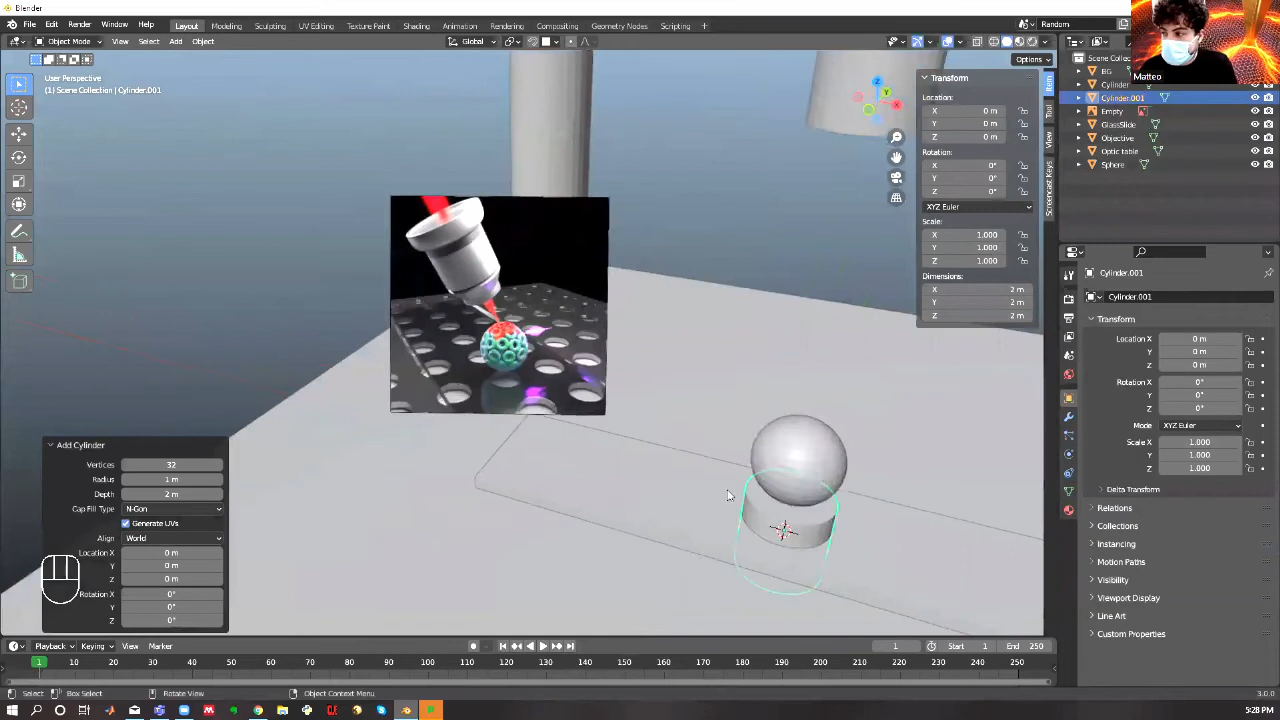 Blender
File Edit Render Window Help Layout Modeling Sculpting UV Editing Texture Paint Shading Animation Rendering Compositing Geometry Nodes Scripting + Random
Object Mode View Select Add Object Global
Options
User Perspective
(1) Scene Collection | Cylinder.001
Transform
Location:
X 0 m
Y 0 m
Z 0 m
Rotation:
X 0°
Y 0°
Z 0°
XYZ Euler
Scale:
X 1.000
Y 1.000
Z 1.000
Dimensions:
X 2 m
Y 2 m
Z 2 m
Item
Tool
View
Screencast Keys
X
Y
Z
Matteo
Scene Collec
BG
Cylinder
Cylinder.001
Empty
GlassSlide
Objective
Optic table
Sphere
Cylinder.001
Cylinder.001
Transform
Location X 0 m
Y 0 m
Z 0 m
Rotation X 0°
Y 0°
Z 0°
Mode XYZ Euler
Scale X 1.000
Y 1.000
Z 1.000
Delta Transform
Relations
Collections
Instancing
Motion Paths
Visibility
Viewport Display
Line Art
Custom Properties
Add Cylinder
Vertices 32
Radius 1 m
Depth 2 m
Gap Fill Type N-Gon
Generate UVs
Align World
Location X 0 m
Y 0 m
Z 0 m
Rotation X 0°
Y 0°
Z 0°
Playback Keying View Marker 1 Start 1 End 250
1 10 20 30 40 50 60 70 80 90 100 110 120 130 140 150 160 170 180 190 200 210 220 230 240 250
Select Box Select Rotate View Object Context Menu 3.0.0
5:28 PM